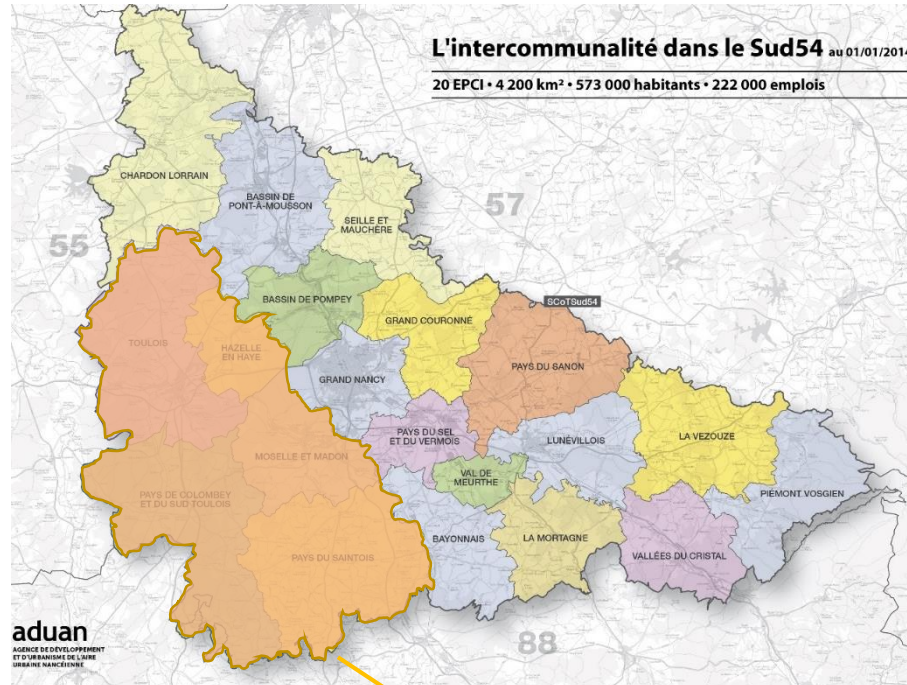 L'intercommunalité dans le Sud54 au 01/01/2014
20 EPCI • 4 200 km² • 573 000 habitants • 222 000 emplois
CHARDON LORRAIN
BASSIN DE
PONT-À-MOUSSON
SEILLE ET
MAUCHÈRE
57
55
BASSIN DE POMPEY
SCoTSud54
GRAND COURONNÉ
TOULOIS
HAZELLE
EN HAYE
PAYS DU SANON
GRAND NANCY
PAYS DU SEL
ET DU VERMOIS
LUNÉVILLOIS
LA VEZOUZE
MOSELLE ET MADON
VAL DE
MEURTHE
PAYS DE COLOMBEY
ET DU SUD TOULOIS
PIÉMONT VOSGIEN
BAYONNAIS
LA MORTAGNE
PAYS DU SAINTOIS
VALLÉES DU CRISTAL
88
aduan
AGENCE DE DÉVELOPPEMENT
ET D'URBANISME DE L'AIRE
URBAINE NANCÉIENNE